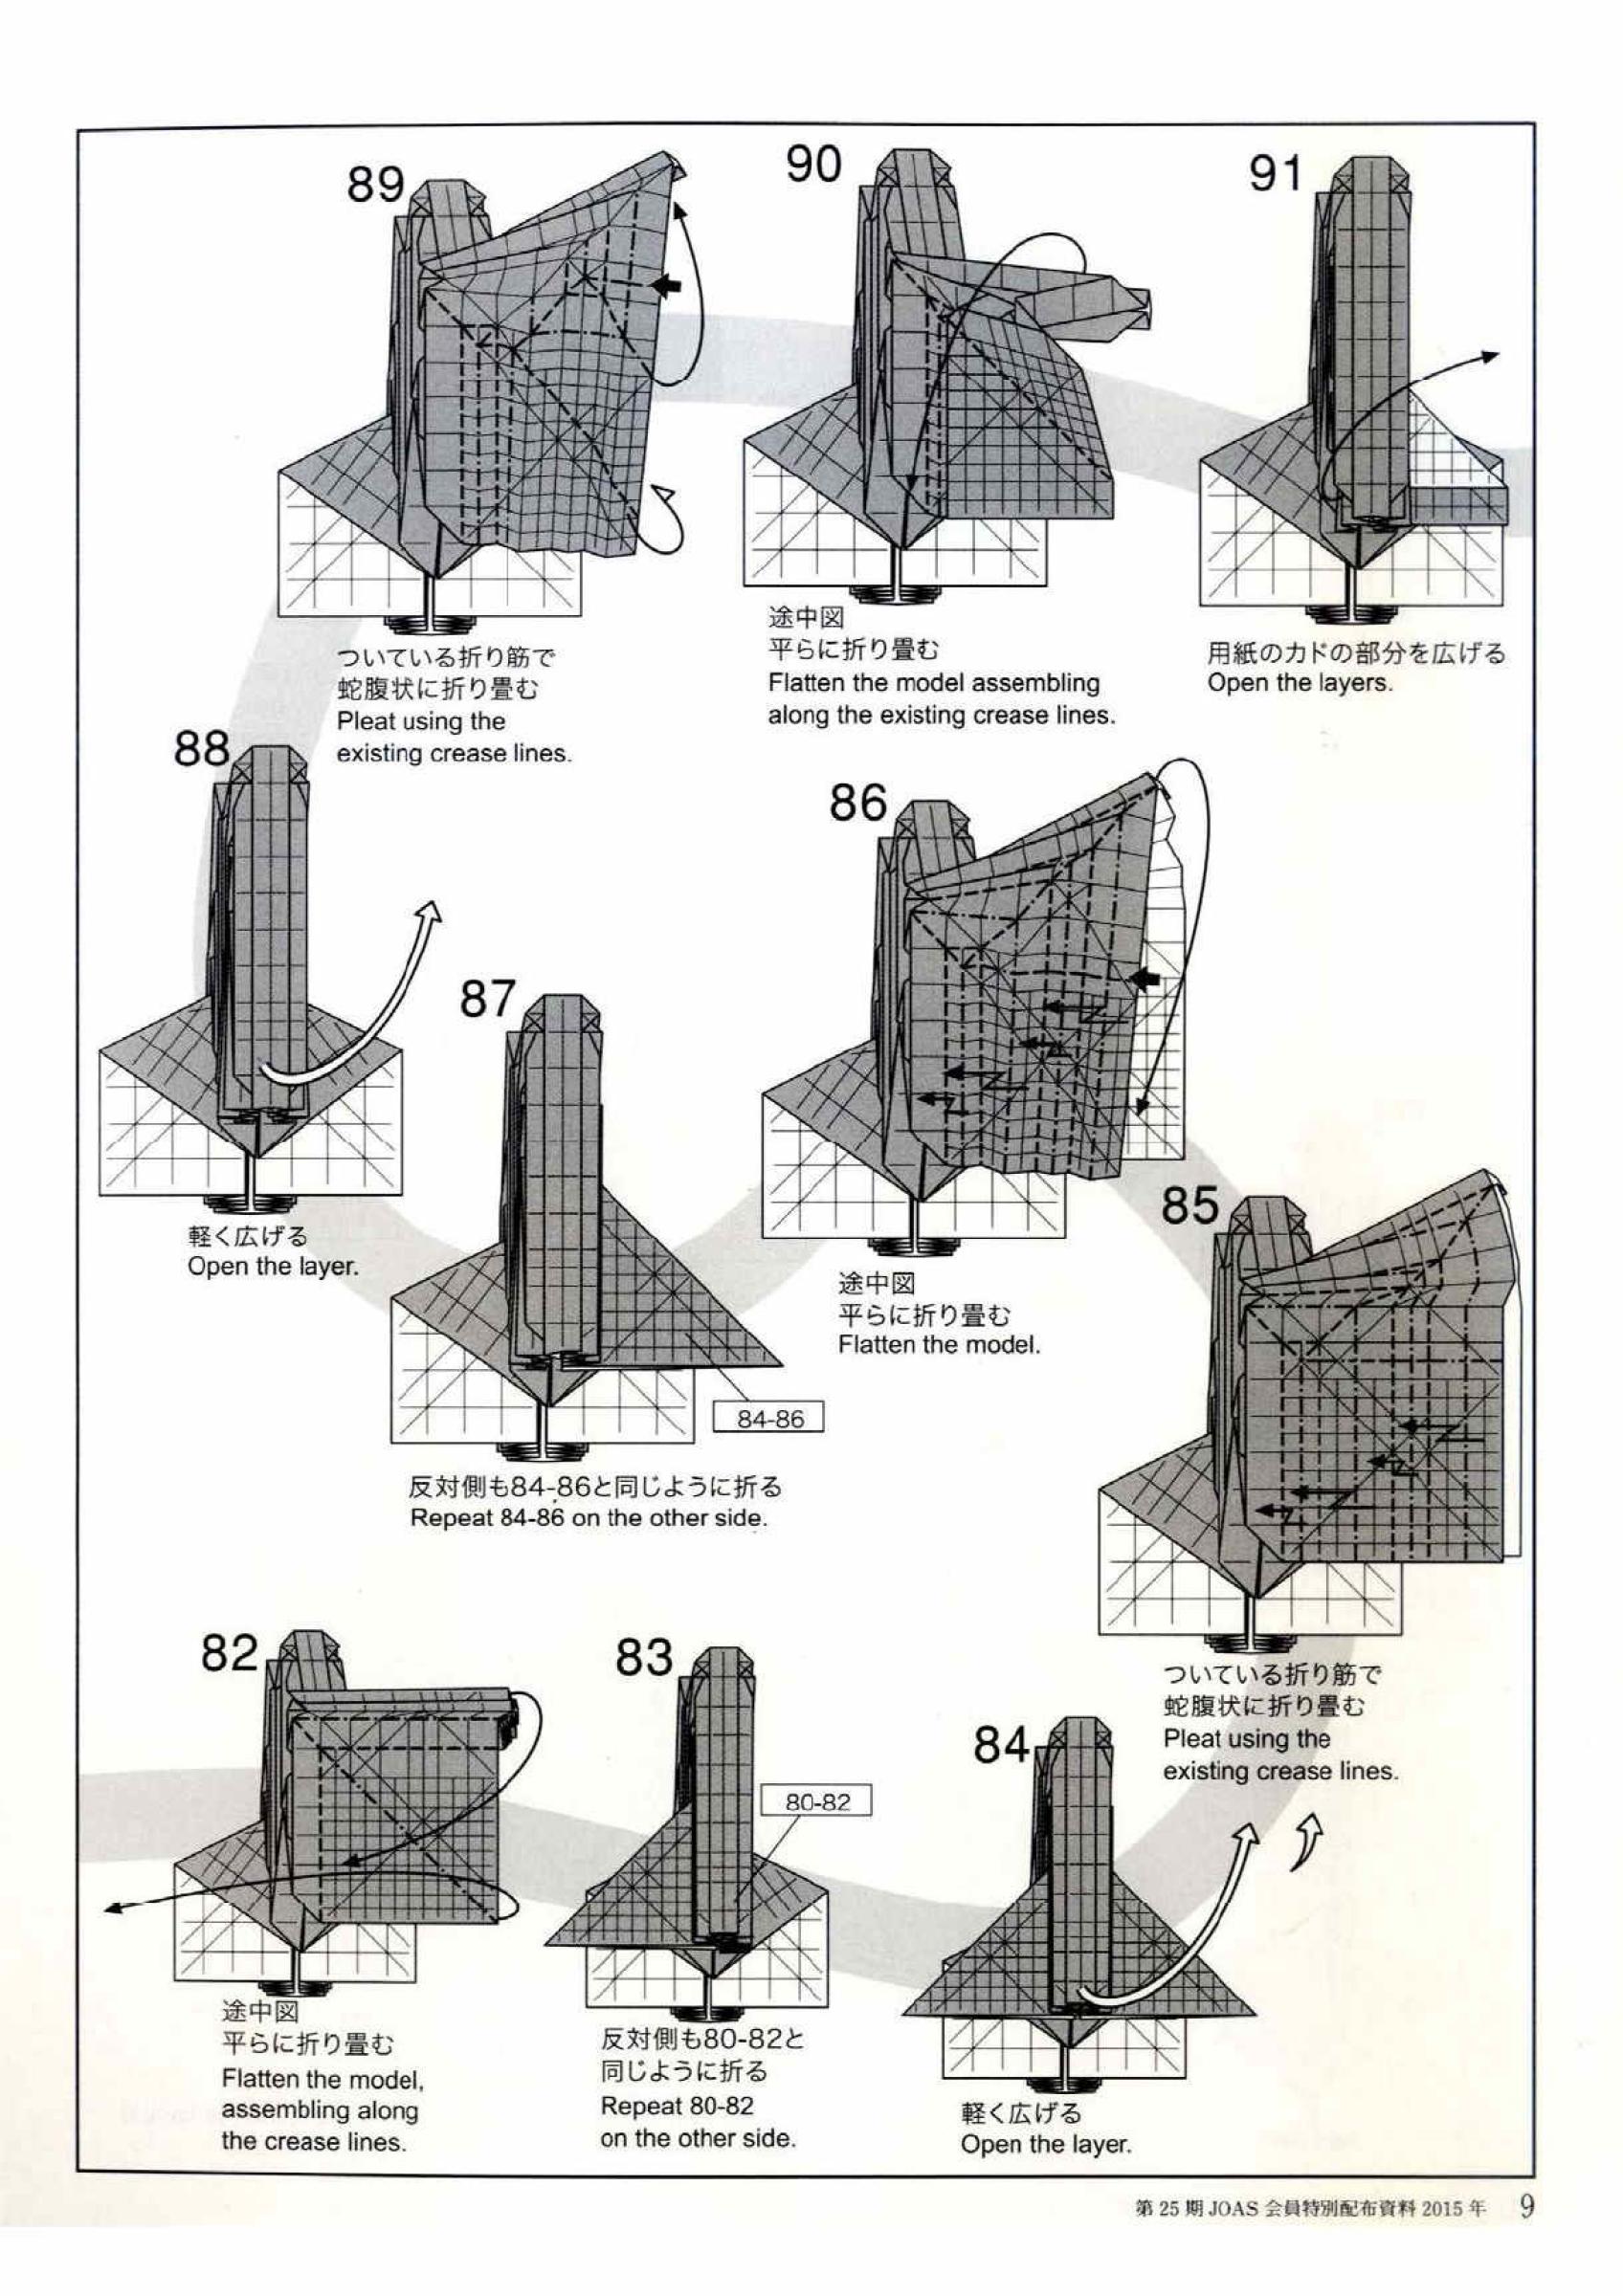 89
ついている折り筋で
蛇腹状に折り畳む
Pleat using the
existing crease lines.
90
途中図
平らに折り畳む
Flatten the model assembling
along the existing crease lines.
91
用紙のカドの部分を広げる
Open the layers.
88
軽く広げる
Open the layer.
87
84-86
反対側も84-86と同じように折る
Repeat 84-86 on the other side.
86
途中図
平らに折り畳む
Flatten the model.
85
ついている折り筋で
蛇腹状に折り畳む
Pleat using the
existing crease lines.
82
途中図
平らに折り畳む
Flatten the model,
assembling along
the crease lines.
83
80-82
反対側も80-82と
同じように折る
Repeat 80-82
on the other side.
84
軽く広げる
Open the layer.
第 25 期 JOAS 会員特別配布資料 2015 年 9